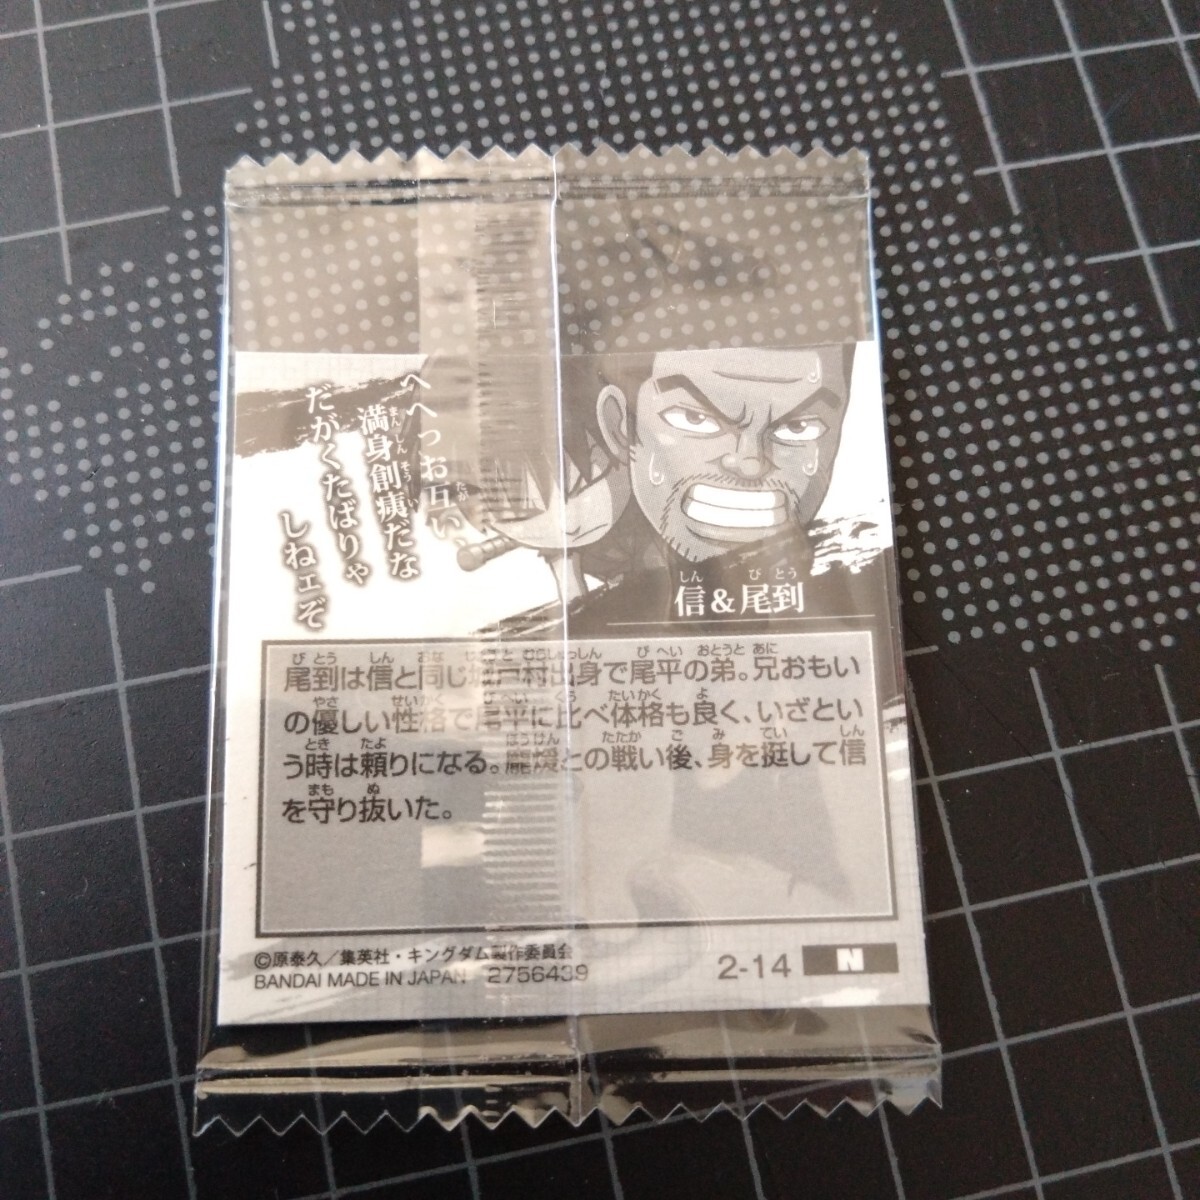 へへっお互い、
満身創痍だな
だがくたばりゃ
しねェぞ
信&尾到
尾到は信と同じ城戸村出身で尾平の弟。兄おもい
の優しい性格で尾平に比べ体格も良く、いざとい
う時は頼りになる。龐煖との戦い後、身を挺して信
を守り抜いた。
©原泰久/集英社・キングダム製作委員会
BANDAI MADE IN JAPAN 2756439
2-14 N